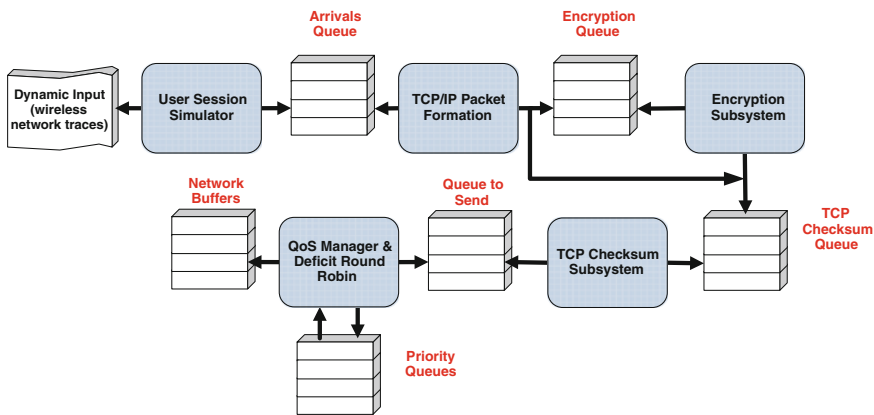 Arrivals
Queue
Encryption
Queue
Dynamic Input
(wireless
network traces)
User Session
Simulator
TCP/IP Packet
Formation
Encryption
Subsystem
Network
Buffers
Queue to
Send
TCP
Checksum
Queue
QoS Manager &
Deficit Round
Robin
TCP Checksum
Subsystem
Priority
Queues